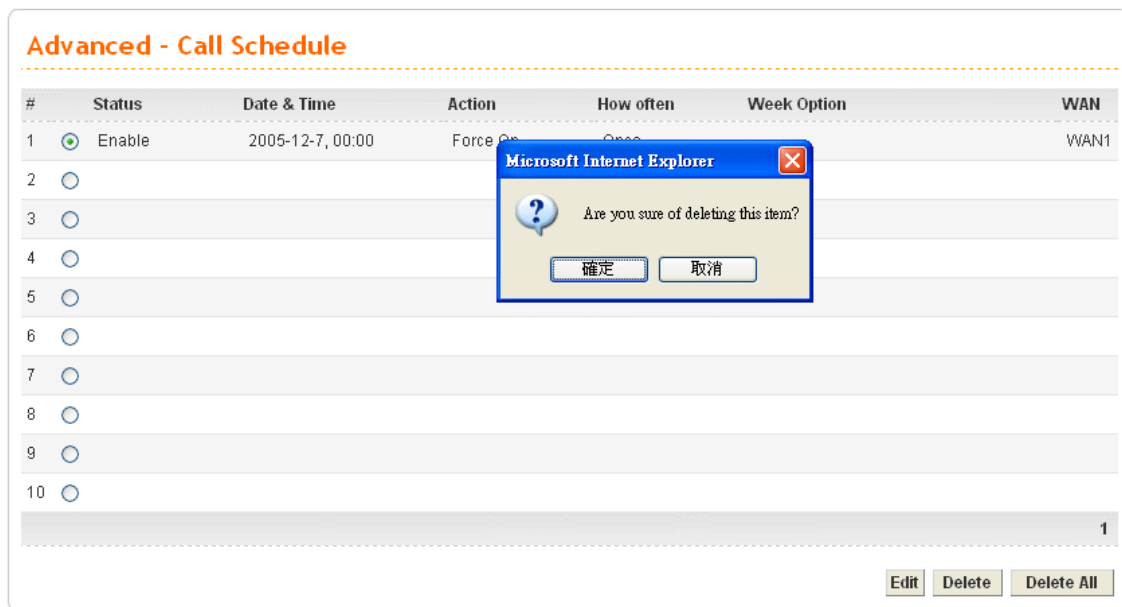 Advanced - Call Schedule
# Status Date & Time Action How often Week Option WAN
1 Enable 2005-12-7, 00:00 Force On Once WAN1
Microsoft Internet Explorer
Are you sure of deleting this item?
確定 取消
2
3
4
5
6
7
8
9
10
1
Edit Delete Delete All